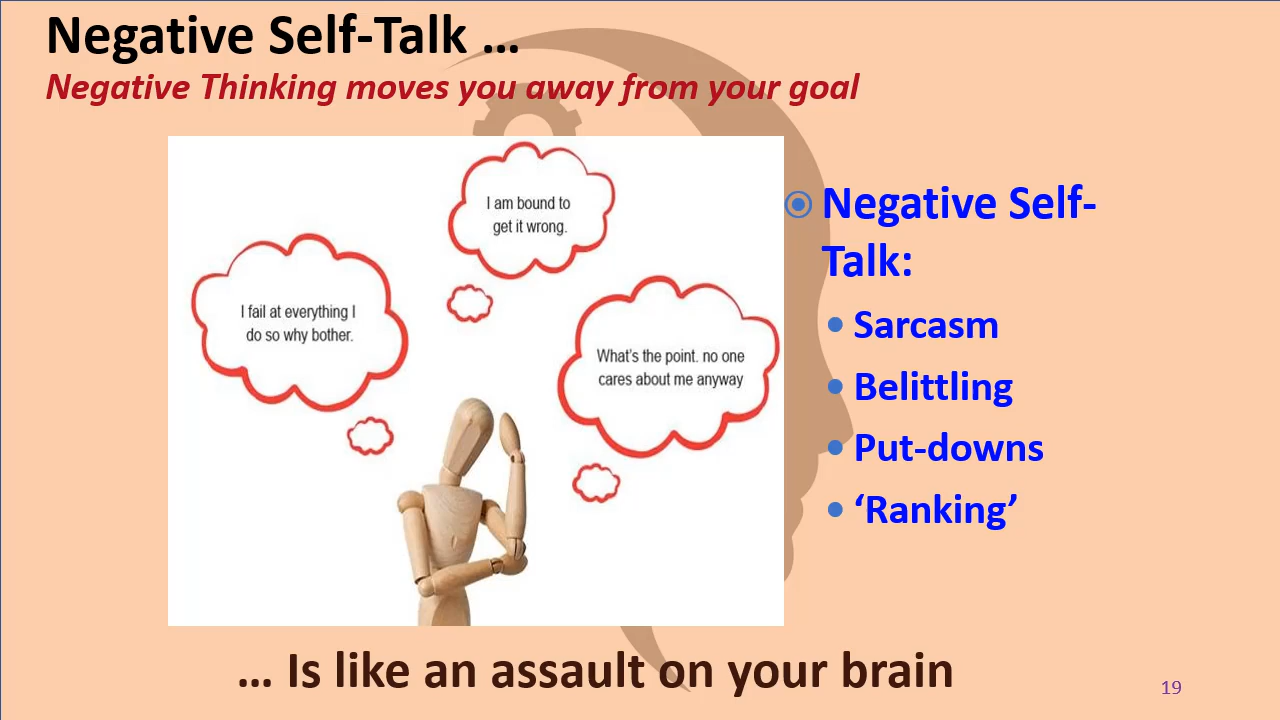 Negative Self-Talk …
Negative Thinking moves you away from your goal
I am bound to
get it wrong.
I fail at everything I
do so why bother.
What's the point. no one
cares about me anyway
Negative Self-
Talk:
Sarcasm
Belittling
Put-downs
‘Ranking’
… Is like an assault on your brain
19